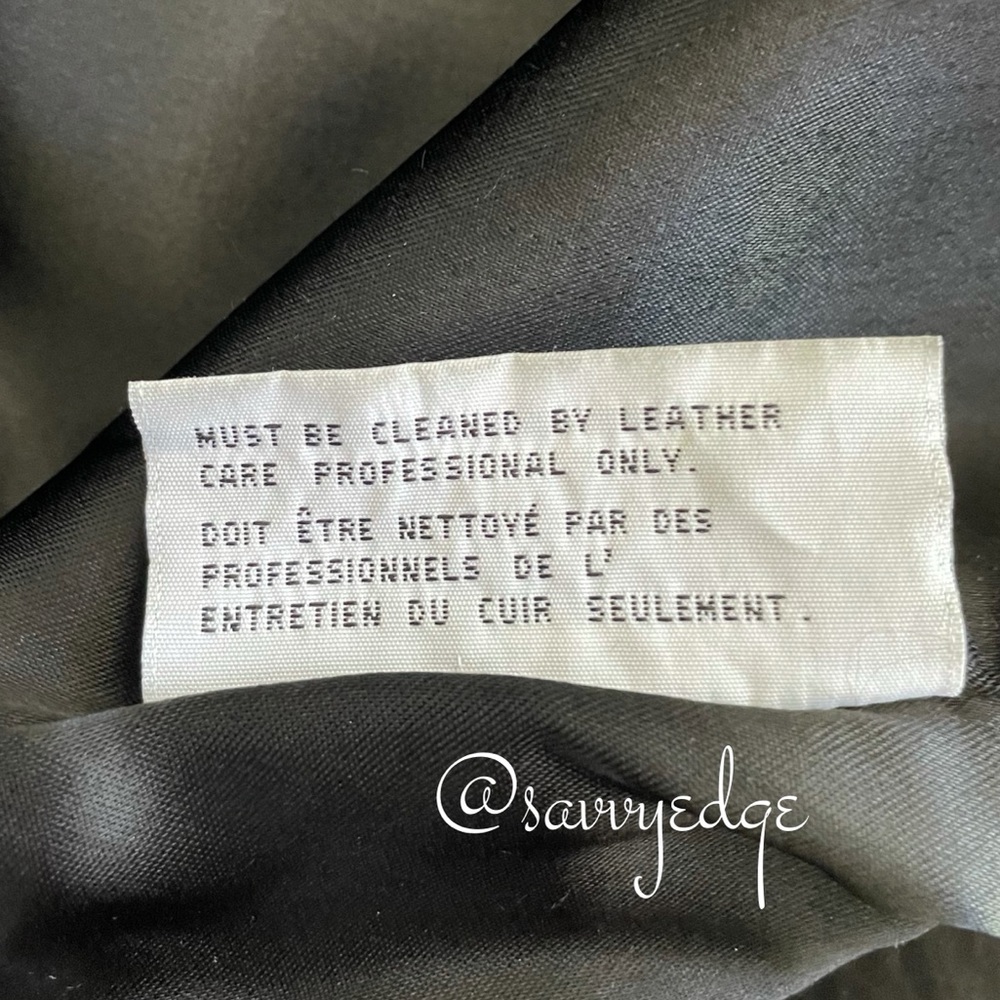 MUST BE CLEANED BY LEATHER
CARE PROFESSIONAL ONLY.
DOIT ÊTRE NETTOYÉ PAR DES
PROFESSIONNELS DE L'
ENTRETIEN DU CUIR SEULEMENT.
@savvyedge